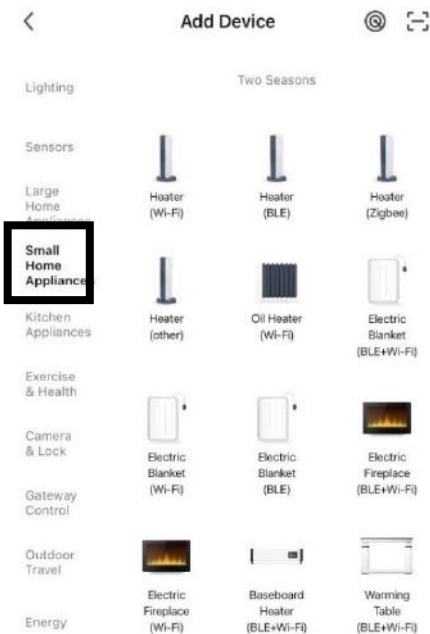 Add Device
Lighting
Sensors
Large
Home
Appliances
Small
Home
Appliances
Kitchen
Appliances
Exercise
& Health
Camera
& Lock
Gateway
Control
Outdoor
Travel
Energy
Two Seasons
Heater
(Wi-Fi)
Heater
(BLE)
Heater
(Zigbee)
Heater
(other)
Oil Heater
(Wi-Fi)
Electric
Blanket
(BLE+Wi-Fi)
Electric
Blanket
(Wi-Fi)
Electric
Blanket
(BLE)
Electric
Fireplace
(BLE+Wi-Fi)
Electric
Fireplace
(Wi-Fi)
Baseboard
Heater
(BLE+Wi-Fi)
Warming
Table
(BLE+Wi-Fi)